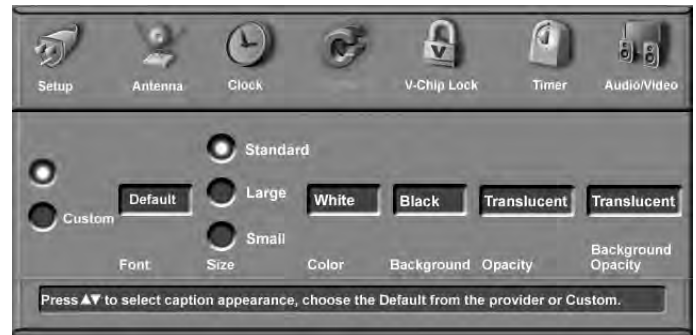 Setup Antenna Clock V-Chip Lock Timer Audio/Video
Standard
Default Large White Black Translucent Translucent
Custom
Small
Font Size Color Background Opacity Background Opacity
Press ▲▼ to select caption appearance, choose the Default from the provider or Custom.